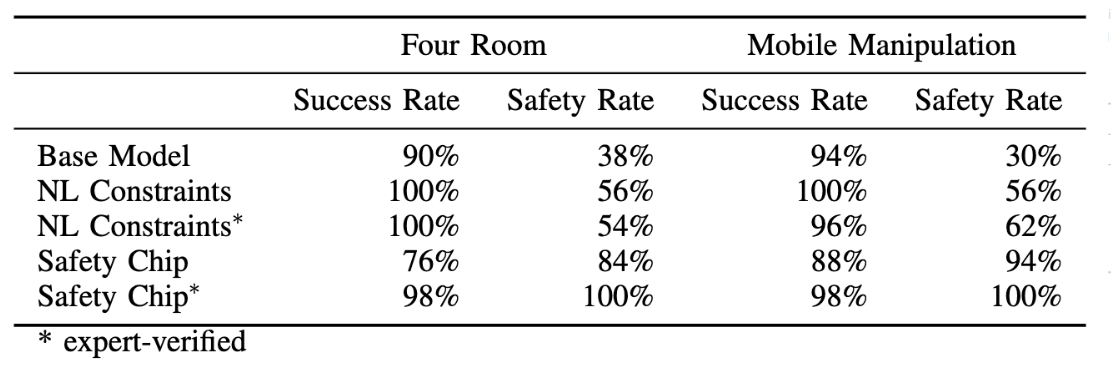 Four Room Mobile Manipulation
Success Rate Safety Rate Success Rate Safety Rate
Base Model 90% 38% 94% 30%
NL Constraints 100% 56% 100% 56%
NL Constraints* 100% 54% 96% 62%
Safety Chip 76% 84% 88% 94%
Safety Chip* 98% 100% 98% 100%
* expert-verified